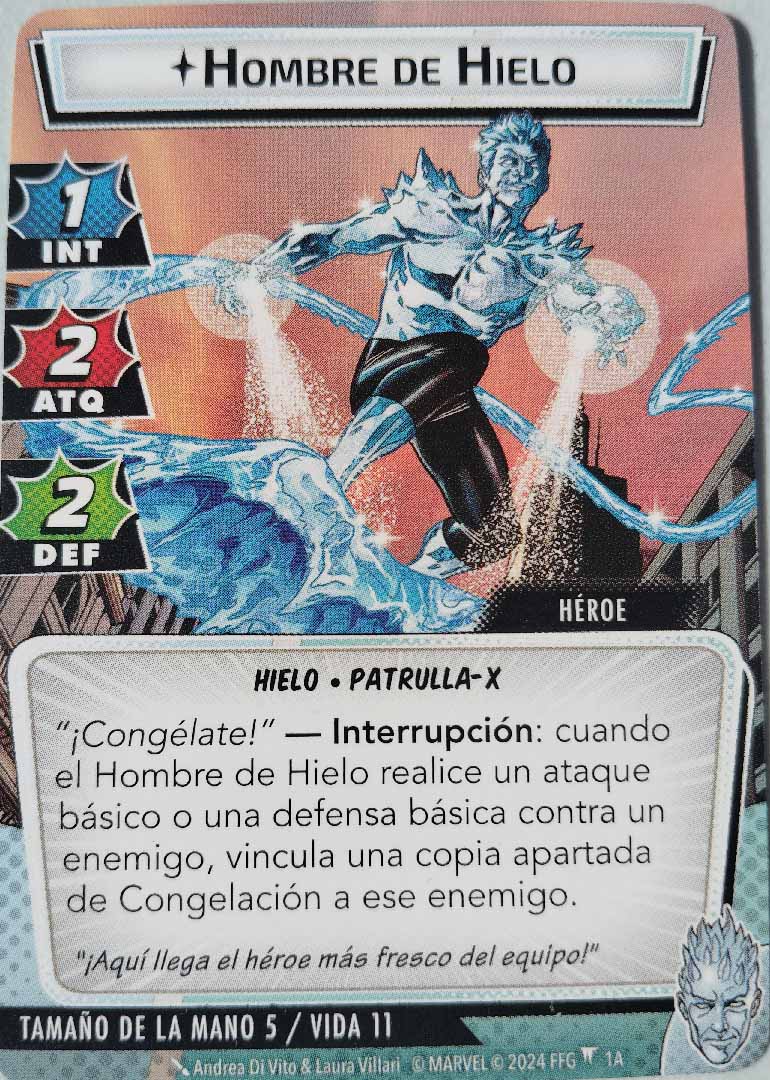 HOMBRE DE HIELO
1
INT
2
ATQ
2
DEF
HÉROE
HIELO • PATRULLA-X
"¡Congélate!" — Interrupción: cuando
el Hombre de Hielo realice un ataque
básico o una defensa básica contra un
enemigo, vincula una copia apartada
de Congelación a ese enemigo.
"¡Aquí llega el héroe más fresco del equipo!"
TAMAÑO DE LA MANO 5 / VIDA 11
Andrea Di Vito & Laura Villari © MARVEL © 2024 FFG 1A